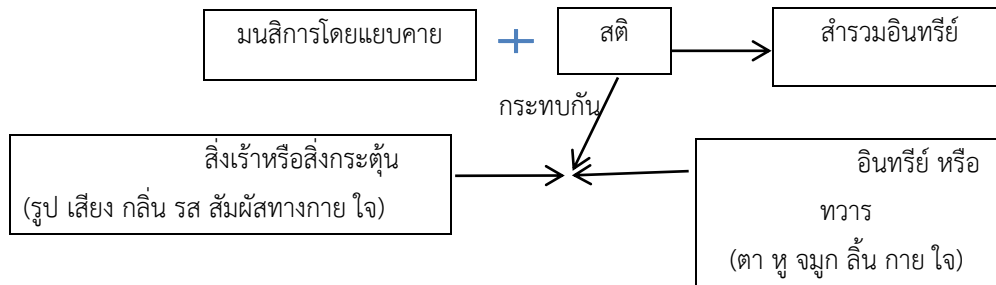 มนสิการโดยแยบคาย
สติ
สำรวมอินทรีย์
กระทบกัน
สิ่งเร้าหรือสิ่งกระตุ้น
(รูป เสียง กลิ่น รส สัมผัสทางกาย ใจ)
อินทรีย์ หรือ
ทวาร
(ตา หู จมูก ลิ้น กาย ใจ)